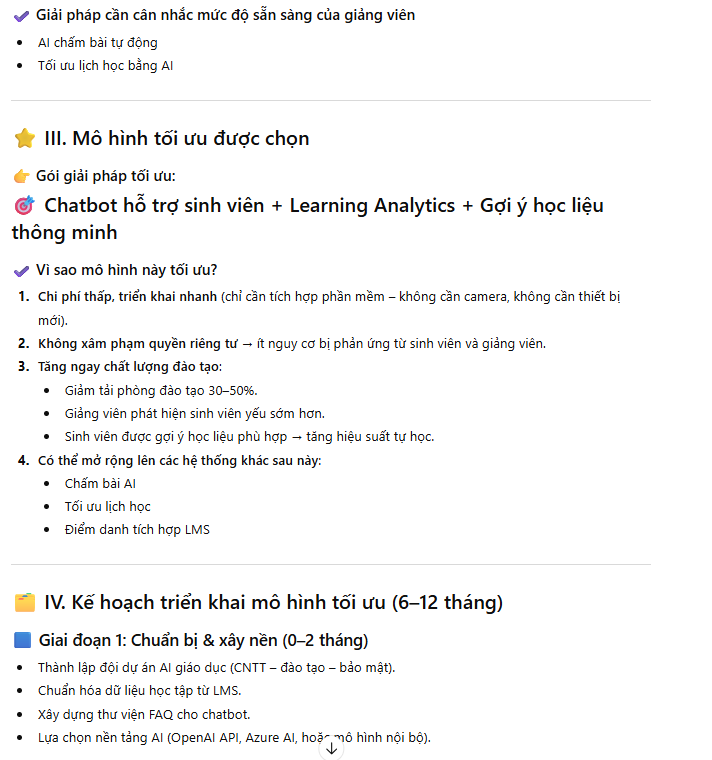 ✔ Giải pháp cần cân nhắc mức độ sẵn sàng của giảng viên
• AI chấm bài tự động
• Tối ưu lịch học bằng AI
⭐ III. Mô hình tối ưu được chọn
👉 Gói giải pháp tối ưu:
🎯 Chatbot hỗ trợ sinh viên + Learning Analytics + Gợi ý học liệu
thông minh
✔ Vì sao mô hình này tối ưu?
1. Chi phí thấp, triển khai nhanh (chỉ cần tích hợp phần mềm – không cần camera, không cần thiết bị
mới).
2. Không xâm phạm quyền riêng tư → ít nguy cơ bị phản ứng từ sinh viên và giảng viên.
3. Tăng ngay chất lượng đào tạo:
• Giảm tải phòng đào tạo 30–50%.
• Giảng viên phát hiện sinh viên yếu sớm hơn.
• Sinh viên được gợi ý học liệu phù hợp → tăng hiệu suất tự học.
4. Có thể mở rộng lên các hệ thống khác sau này:
• Chấm bài AI
• Tối ưu lịch học
• Điểm danh tích hợp LMS
🗂️ IV. Kế hoạch triển khai mô hình tối ưu (6–12 tháng)
🟦 Giai đoạn 1: Chuẩn bị & xây nền (0–2 tháng)
• Thành lập đội dự án AI giáo dục (CNTT – đào tạo – bảo mật).
• Chuẩn hóa dữ liệu học tập từ LMS.
• Xây dựng thư viện FAQ cho chatbot.
• Lựa chọn nền tảng AI (OpenAI API, Azure AI, hoặc mô hình nội bộ).